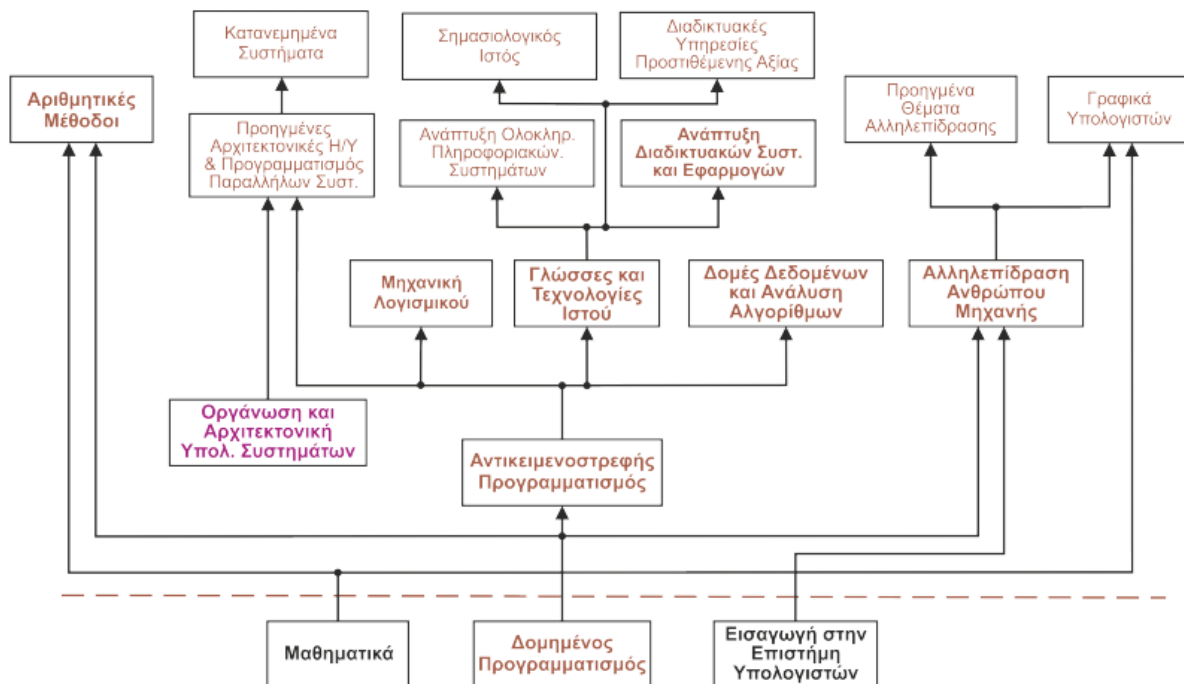 Κατανεμημένα
Συστήματα
Σημασιολογικός
Ιστός
Διαδικτυακές
Υπηρεσίες
Προστιθέμενης Αξίας
Αριθμητικές
Μέθοδοι
Προηγμένες
Αρχιτεκτονικές Η/Υ
& Προγραμματισμός
Παραλλήλων Συστ.
Ανάπτυξη Ολοκληρ.
Πληροφοριακών.
Συστημάτων
Ανάπτυξη
Διαδικτυακών Συστ.
και Εφαρμογών
Προηγμένα
Θέματα
Αλληλεπίδρασης
Γραφικά
Υπολογιστών
Μηχανική
Λογισμικού
Γλώσσες και
Τεχνολογίες
Ιστού
Δομές Δεδομένων
και Ανάλυση
Αλγορίθμων
Αλληλεπίδραση
Ανθρώπου
Μηχανής
Οργάνωση και
Αρχιτεκτονική
Υπολ. Συστημάτων
Αντικειμενοστρεφής
Προγραμματισμός
Μαθηματικά
Δομημένος
Προγραμματισμός
Εισαγωγή στην
Επιστήμη
Υπολογιστών